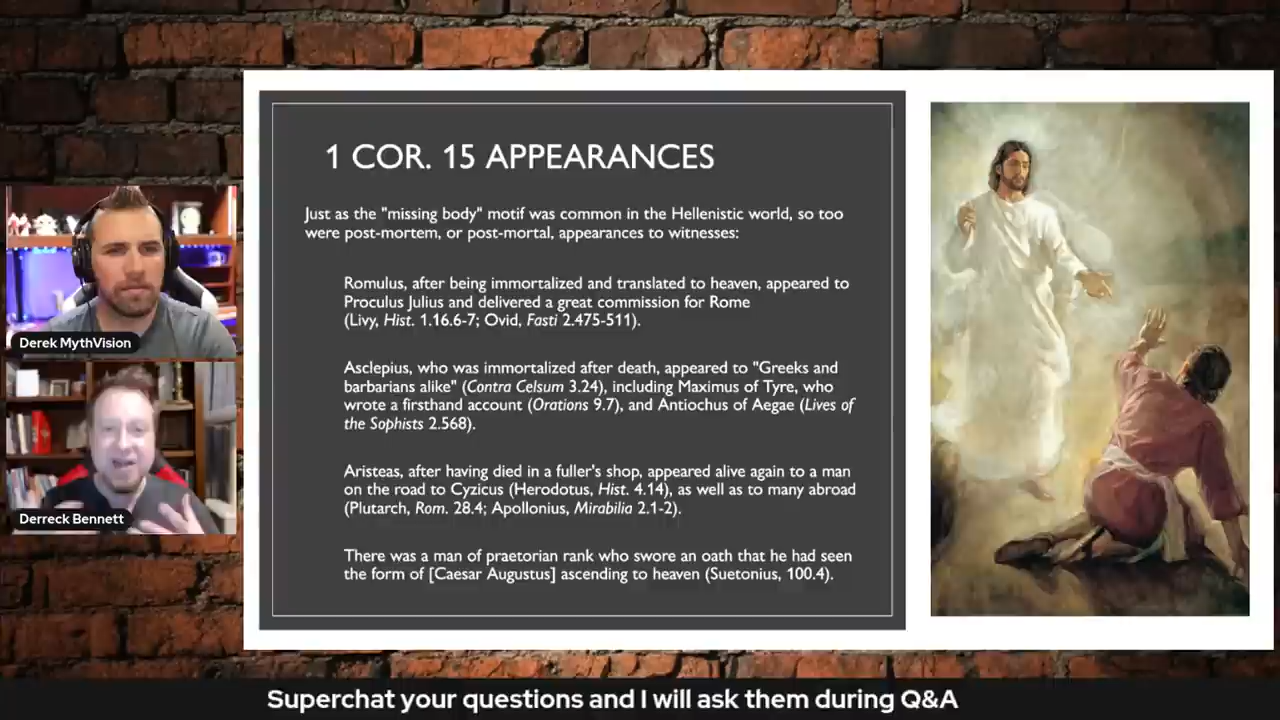 1 COR. 15 APPEARANCES
Just as the "missing body" motif was common in the Hellenistic world, so too
were post-mortem, or post-mortal, appearances to witnesses:
Romulus, after being immortalized and translated to heaven, appeared to
Proculus Julius and delivered a great commission for Rome
(Livy, Hist. 1.16.6-7; Ovid, Fasti 2.475-511).
Asclepius, who was immortalized after death, appeared to "Greeks and
barbarians alike" (Contra Celsum 3.24), including Maximus of Tyre, who
wrote a firsthand account (Orations 9.7), and Antiochus of Aegae (Lives of
the Sophists 2.568).
Aristeas, after having died in a fuller's shop, appeared alive again to a man
on the road to Cyzicus (Herodotus, Hist. 4.14), as well as to many abroad
(Plutarch, Rom. 28.4; Apollonius, Mirabilia 2.1-2).
There was a man of praetorian rank who swore an oath that he had seen
the form of [Caesar Augustus] ascending to heaven (Suetonius, 100.4).
Derek MythVision
Derreck Bennett
Superchat your questions and I will ask them during Q&A